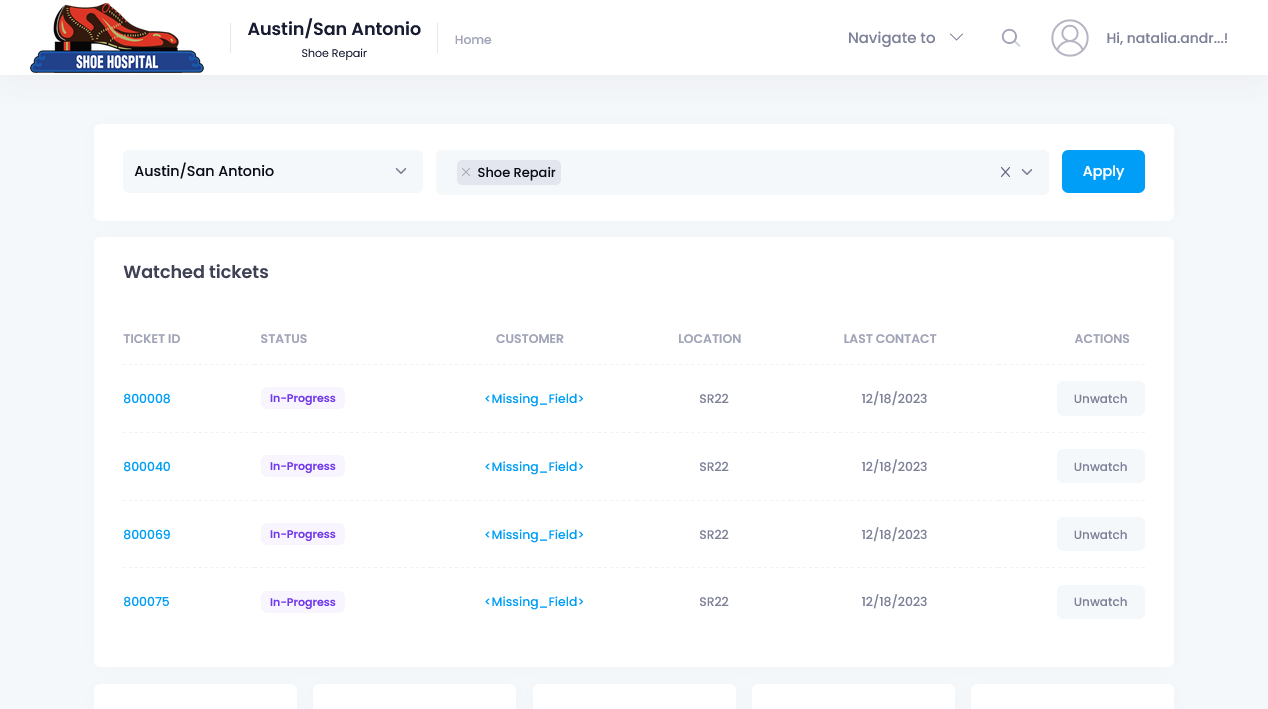 SHOE HOSPITAL
Austin/San Antonio
Shoe Repair
Home
Navigate to
Hi, natalia.andr...!
Austin/San Antonio
Shoe Repair
Apply
Watched tickets
TICKET ID STATUS CUSTOMER LOCATION LAST CONTACT ACTIONS
800008 In-Progress <Missing_Field> SR22 12/18/2023 Unwatch
800040 In-Progress <Missing_Field> SR22 12/18/2023 Unwatch
800069 In-Progress <Missing_Field> SR22 12/18/2023 Unwatch
800075 In-Progress <Missing_Field> SR22 12/18/2023 Unwatch